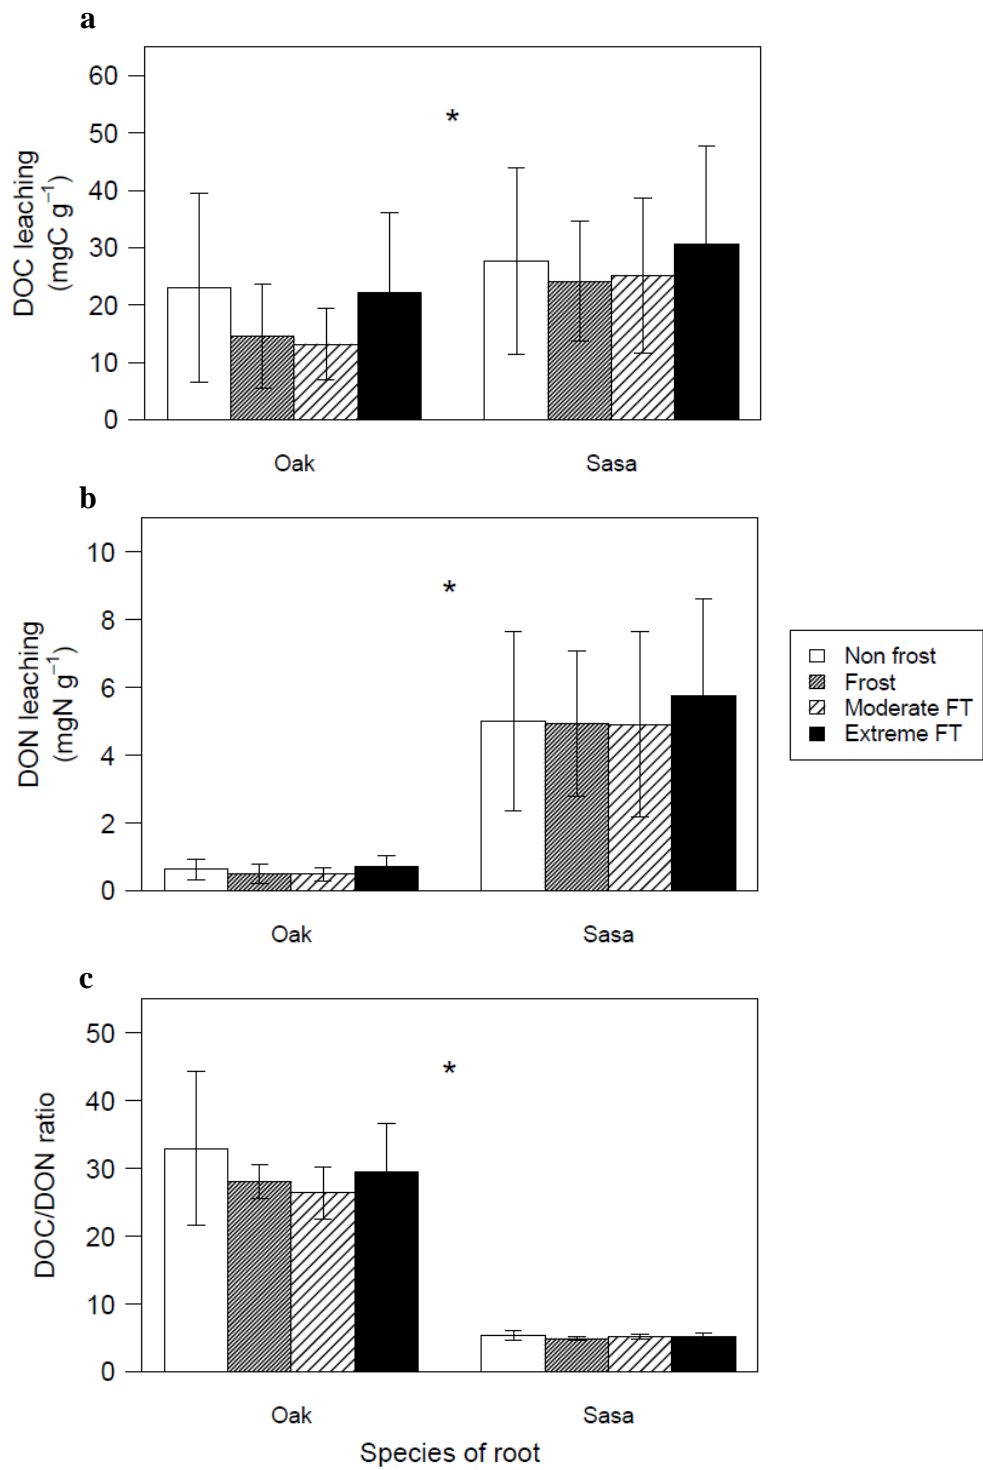 a
60
50
40
30
20
10
0
DOC leaching
(mgC g⁻¹)
*
Oak Sasa
b
10
8
6
4
2
0
DON leaching
(mgN g⁻¹)
*
Oak Sasa
Non frost
Frost
Moderate FT
Extreme FT
c
50
40
30
20
10
0
DOC/DON ratio
*
Oak Sasa
Species of root